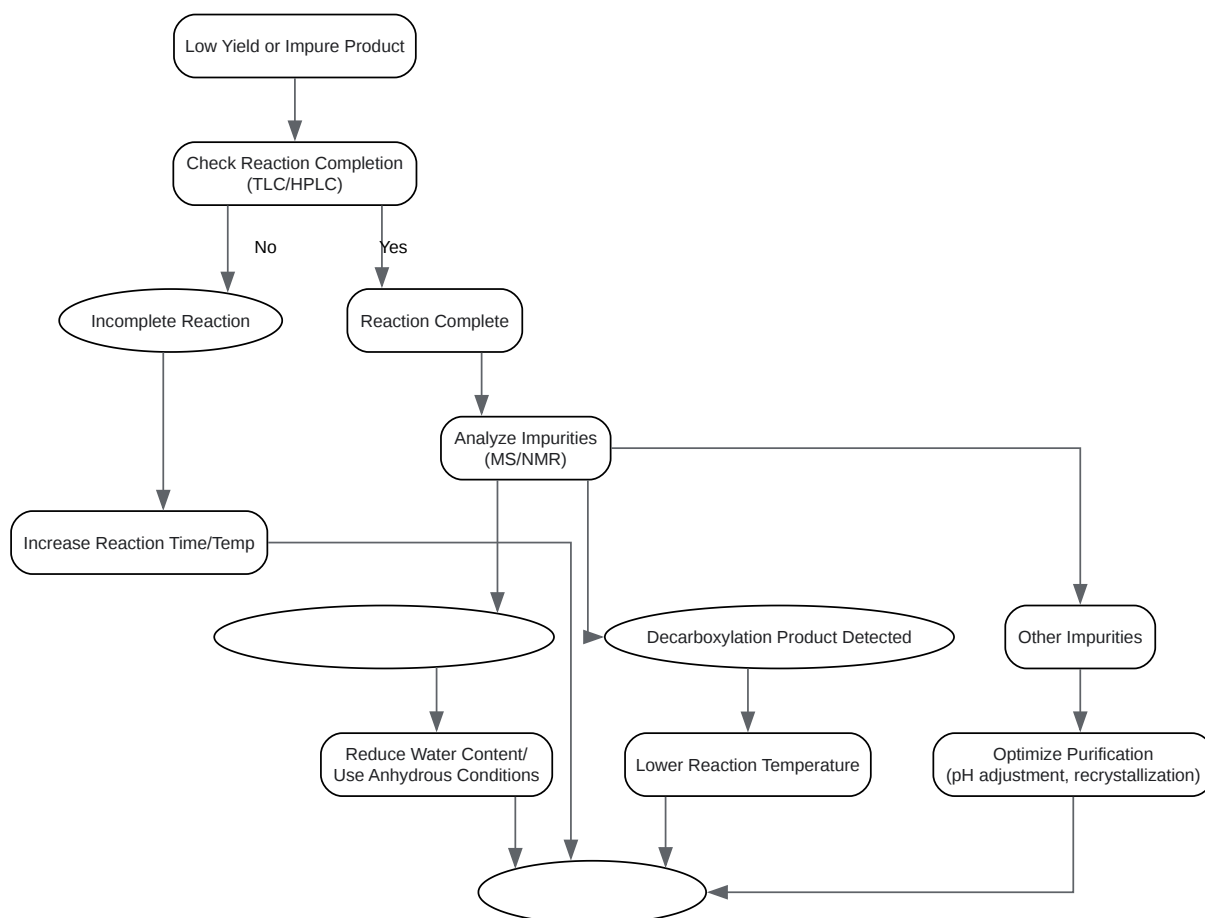 Low Yield or Impure Product
Check Reaction Completion
(TLC/HPLC)
No
Yes
Incomplete Reaction
Reaction Complete
Analyze Impurities
(MS/NMR)
Increase Reaction Time/Temp
Decarboxylation Product Detected
Other Impurities
Reduce Water Content/
Use Anhydrous Conditions
Lower Reaction Temperature
Optimize Purification
(pH adjustment, recrystallization)